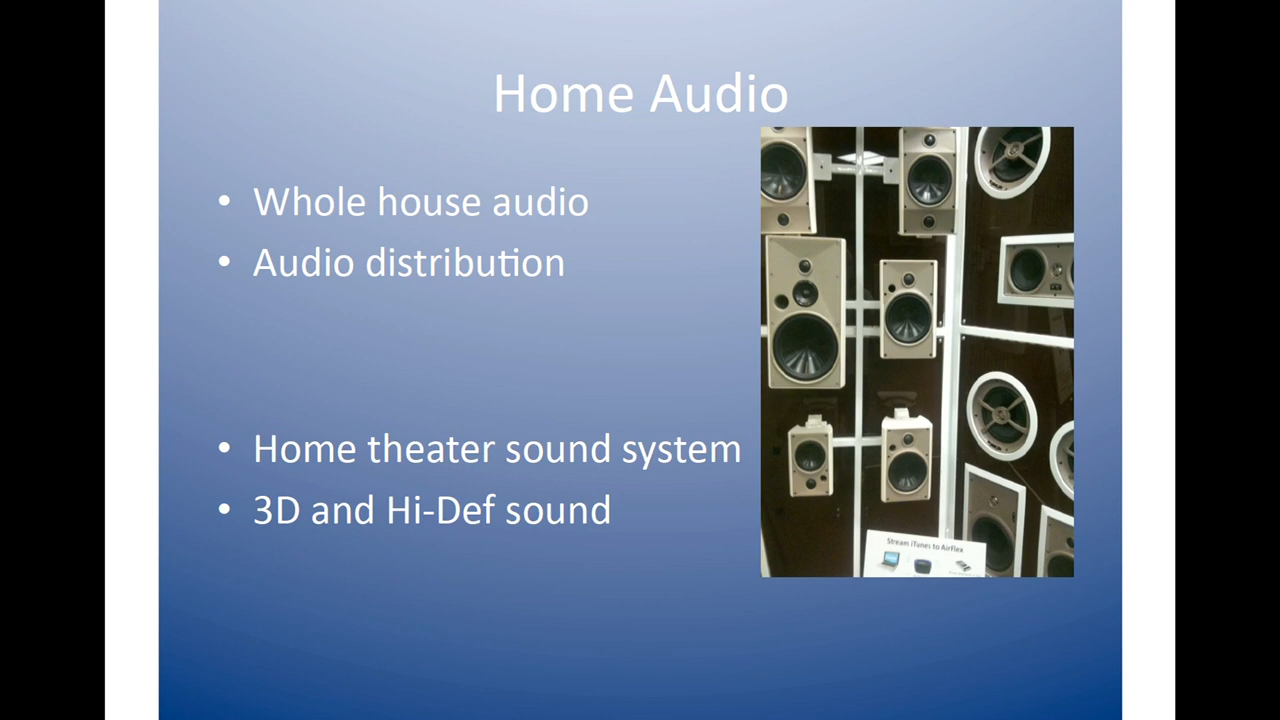 Home Audio
• Whole house audio
• Audio distribution
• Home theater sound system
• 3D and Hi-Def sound
Stream iTunes to AirFlex